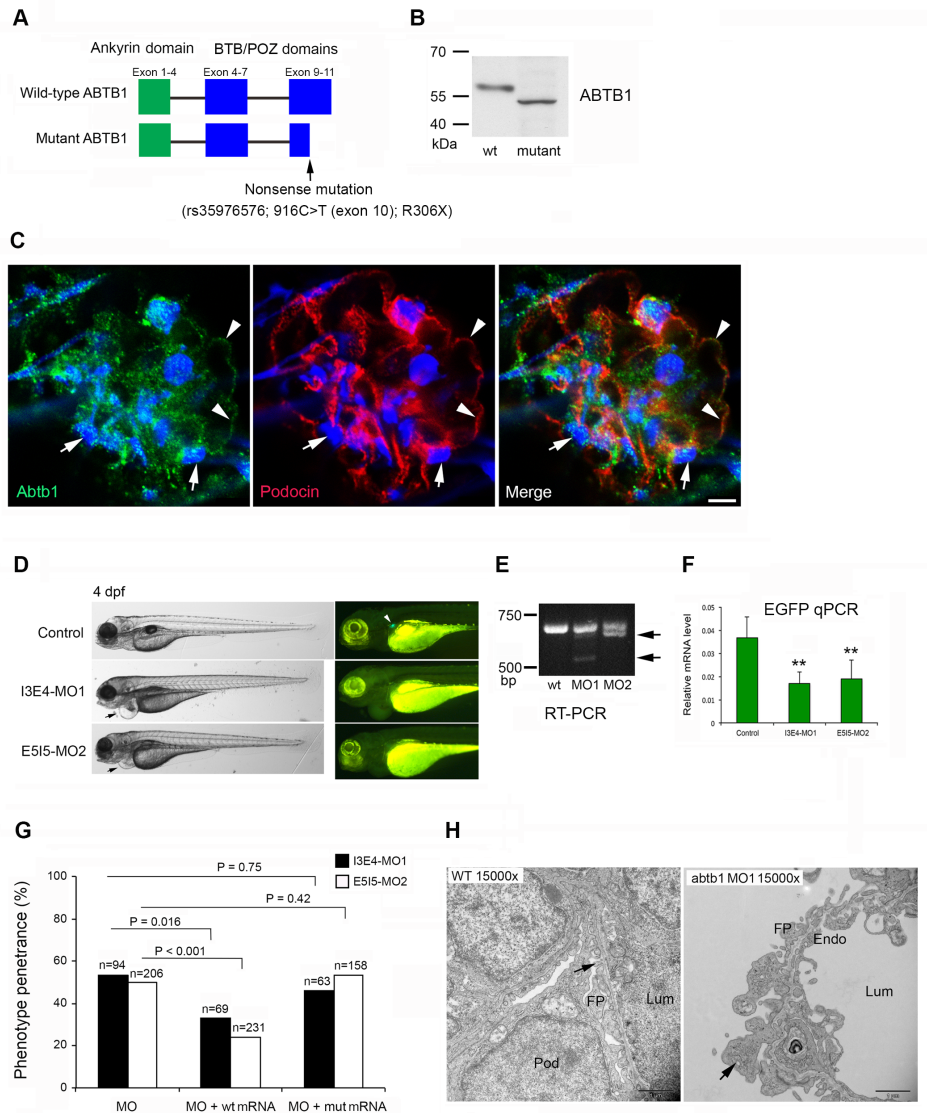 A
Ankyrin domain
BTB/POZ domains
Exon 1-4
Exon 4-7
Exon 9-11
Wild-type ABTB1
Mutant ABTB1
Nonsense mutation
(rs35976576; 916C>T (exon 10); R306X)
B
70
55
40
kDa
wt
mutant
ABTB1
C
Abtb1
Podocin
Merge
D
4 dpf
Control
I3E4-MO1
E5I5-MO2
E
750
500
bp
wt
MO1
MO2
RT-PCR
F
EGFP qPCR
Relative mRNA level
0.05
0.04
0.03
0.02
0.01
0
**
**
Control
I3E4-MO1
E5I5-MO2
G
I3E4-MO1
E5I5-MO2
Phenotype penetrance (%)
100
80
60
40
20
0
P = 0.75
P = 0.42
P = 0.016
P < 0.001
n=94
n=206
n=69
n=231
n=63
n=158
MO
MO + wt mRNA
MO + mut mRNA
H
WT 15000x
FP
Lum
Pod
abtb1 MO1 15000x
FP
Endo
Lum